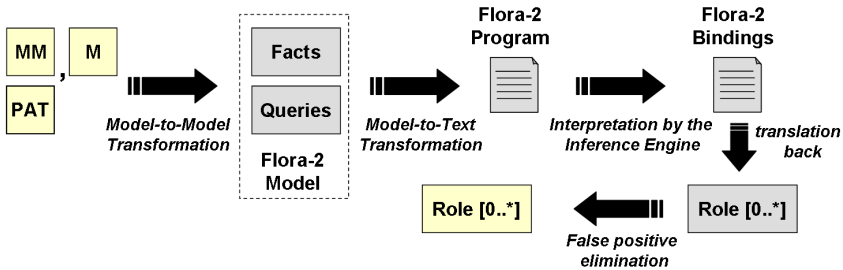 MM , M
PAT
Model-to-Model
Transformation
Facts
Queries
Flora-2
Model
Model-to-Text
Transformation
Flora-2
Program
Interpretation by the
Inference Engine
Flora-2
Bindings
translation
back
Role [0..*]
False positive
elimination
Role [0..*]